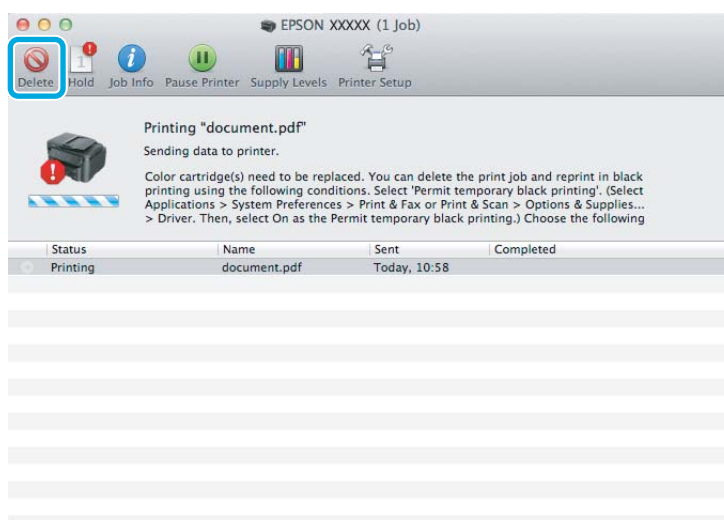 EPSON XXXXX (1 Job)
Delete Hold Job Info Pause Printer Supply Levels Printer Setup
Printing "document.pdf"
Sending data to printer.
Color cartridge(s) need to be replaced. You can delete the print job and reprint in black
printing using the following conditions. Select 'Permit temporary black printing'. (Select
Applications > System Preferences > Print & Fax or Print & Scan > Options & Supplies...
> Driver. Then, select On as the Permit temporary black printing.) Choose the following
Status Name Sent Completed
Printing document.pdf Today, 10:58